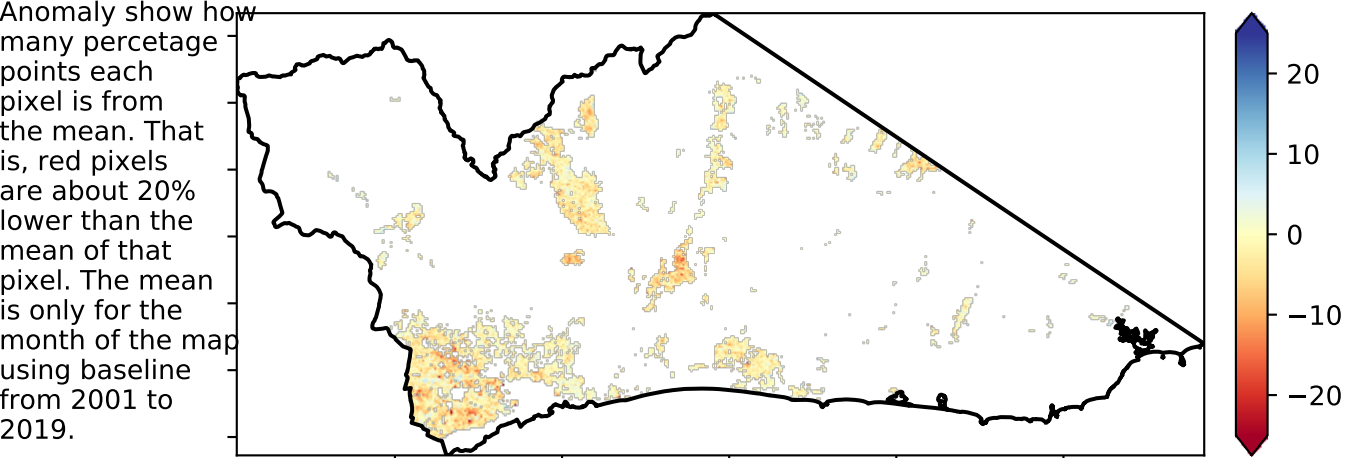 Anomaly show how
many percetage
points each
pixel is from
the mean. That
is, red pixels
are about 20%
lower than the
mean of that
pixel. The mean
is only for the
month of the map
using baseline
from 2001 to
2019.
20
10
0
−10
−20